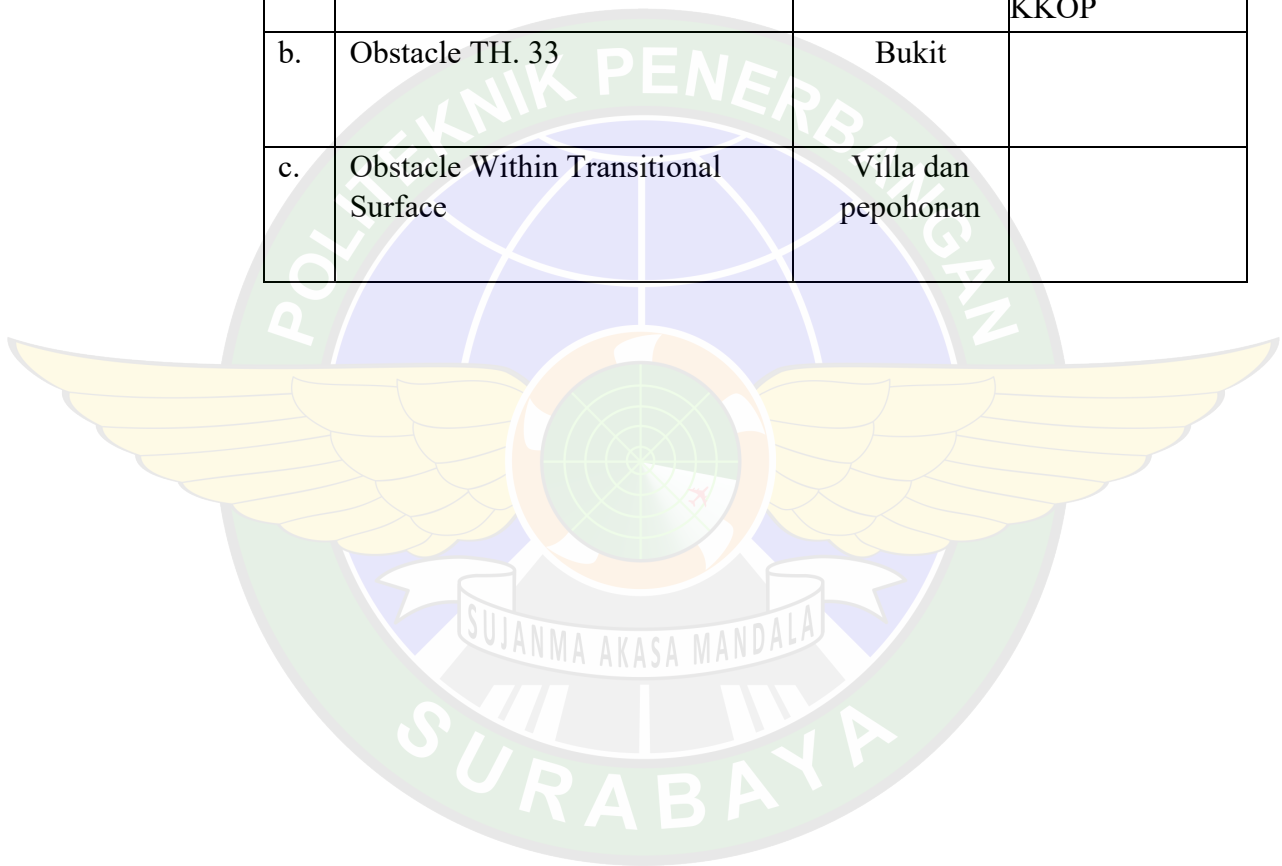 KKOP
b. Obstacle TH. 33 Bukit
c. Obstacle Within Transitional Villa dan
Surface pepohonan
POLITEKNIK PENERBANGAN
SUJANMA AKASA MANDALA
SURABAYA